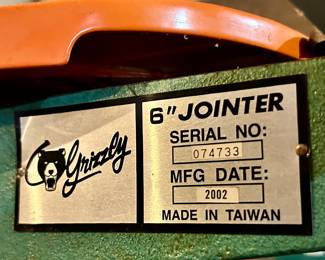 Grizzly
6" JOINTER
SERIAL NO:
074733
MFG DATE:
2002
MADE IN TAIWAN